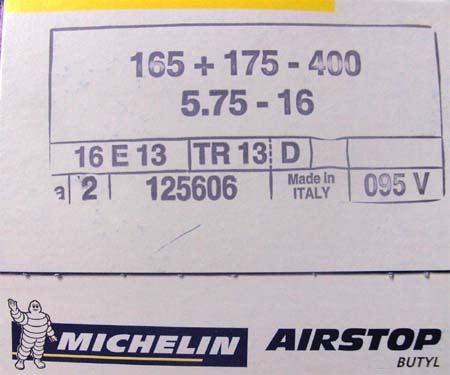 165 + 175 - 400
5.75 - 16
16 E 13 TR 13 D
a 2 125606 Made in ITALY 095 V
MICHELIN AIRSTOP
BUTYL